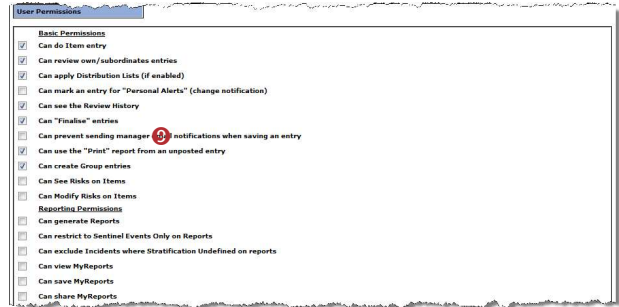 User Permissions
Basic Permissions
Can do Item entry
Can review own/subordinates entries
Can apply Distribution Lists (if enabled)
Can mark an entry for "Personal Alerts" (change notification)
Can see the Review History
Can "Finalise" entries
Can prevent sending manager notifications when saving an entry
Can use the "Print" report from an unposted entry
Can create Group entries
Can See Risks on Items
Can Modify Risks on Items
Reporting Permissions
Can generate Reports
Can restrict to Sentinel Events Only on Reports
Can exclude Incidents where Stratification Undefined on reports
Can view MyReports
Can save MyReports
Can share MyReports